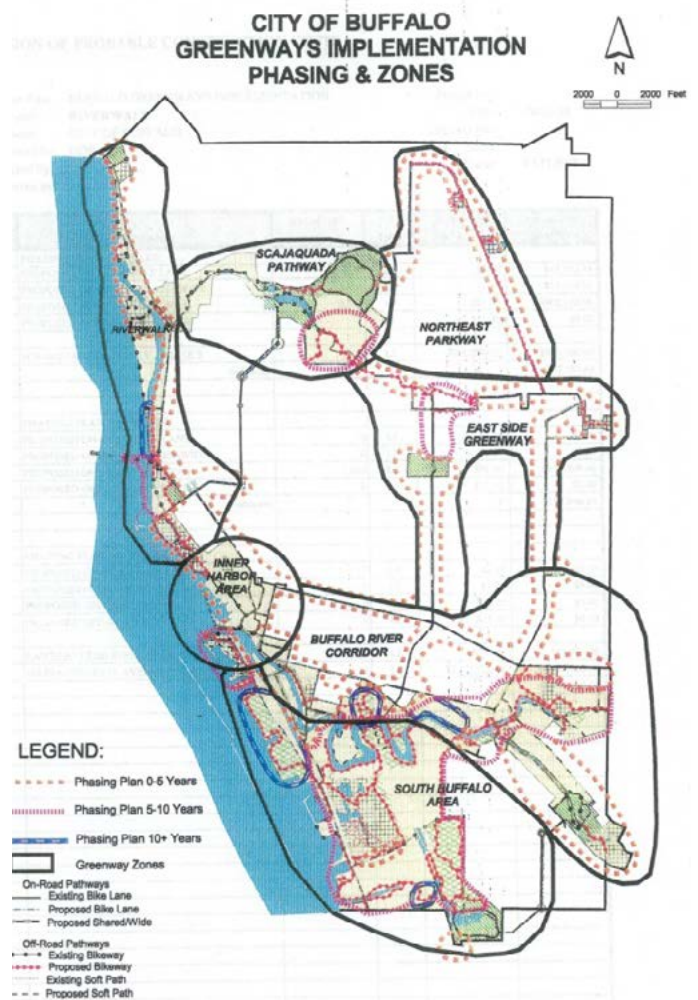 CITY OF BUFFALO
GREENWAYS IMPLEMENTATION
PHASING & ZONES
N
2000 0 2000 Feet
SCAJAQUADA
PATHWAY
RIVERWALK
NORTHEAST
PARKWAY
EAST SIDE
GREENWAY
INNER
HARBOR
AREA
BUFFALO RIVER
CORRIDOR
SOUTH BUFFALO
AREA
LEGEND:
Phasing Plan 0-5 Years
Phasing Plan 5-10 Years
Phasing Plan 10+ Years
Greenway Zones
On-Road Pathways
Existing Bike Lane
Proposed Bike Lane
Proposed Shared/Wide
Off-Road Pathways
Existing Bikeway
Proposed Bikeway
Existing Soft Path
Proposed Soft Path